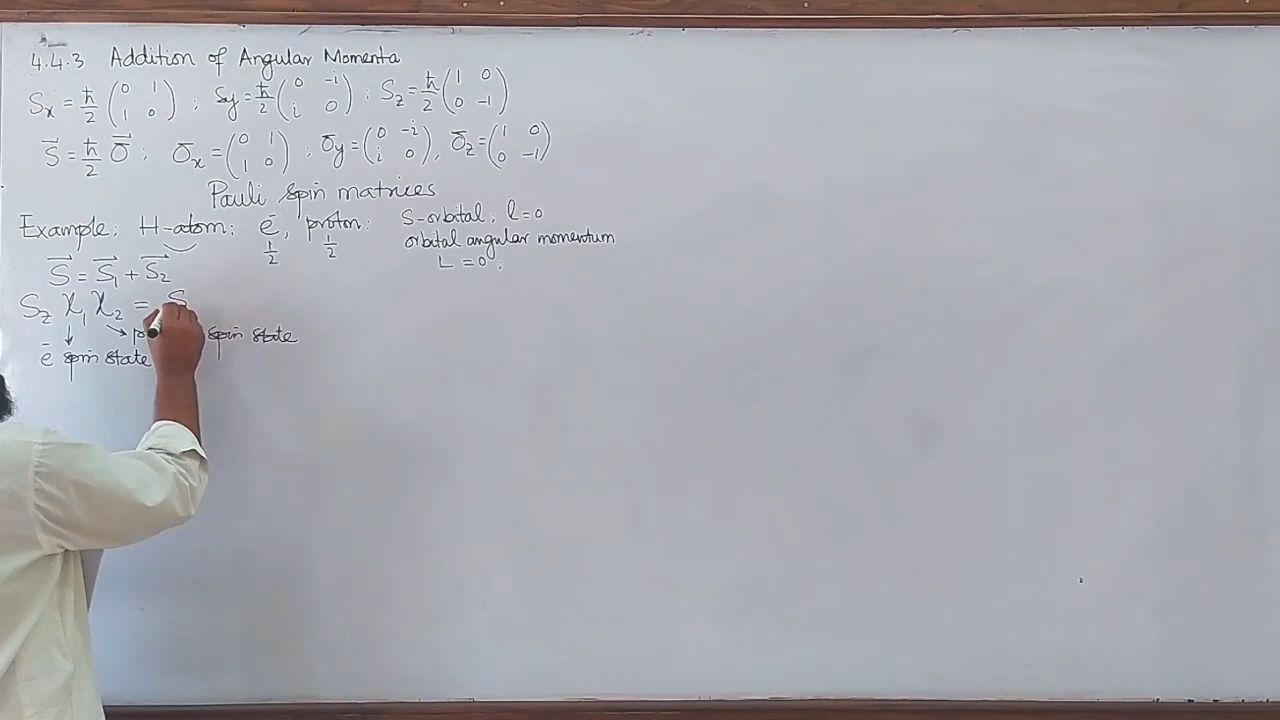 4.4.3 Addition of Angular Momenta
Sx = ħ/2 (0 1; 1 0) ; Sy = ħ/2 (0 -i; i 0) ; Sz = ħ/2 (1 0; 0 -1)
S⃗ = ħ/2 σ⃗ ; σx = (0 1; 1 0) ; σy = (0 -i; i 0), σz = (1 0; 0 -1)
Pauli spin matrices
Example: H-atom: e⁻, proton: S-orbital, l=0
1/2 1/2 orbital angular momentum
L = 0 ;
S⃗ = S⃗₁ + S⃗₂
Sz χ₁ χ₂ = S
↓ ↘ spin state
e⁻ spin state